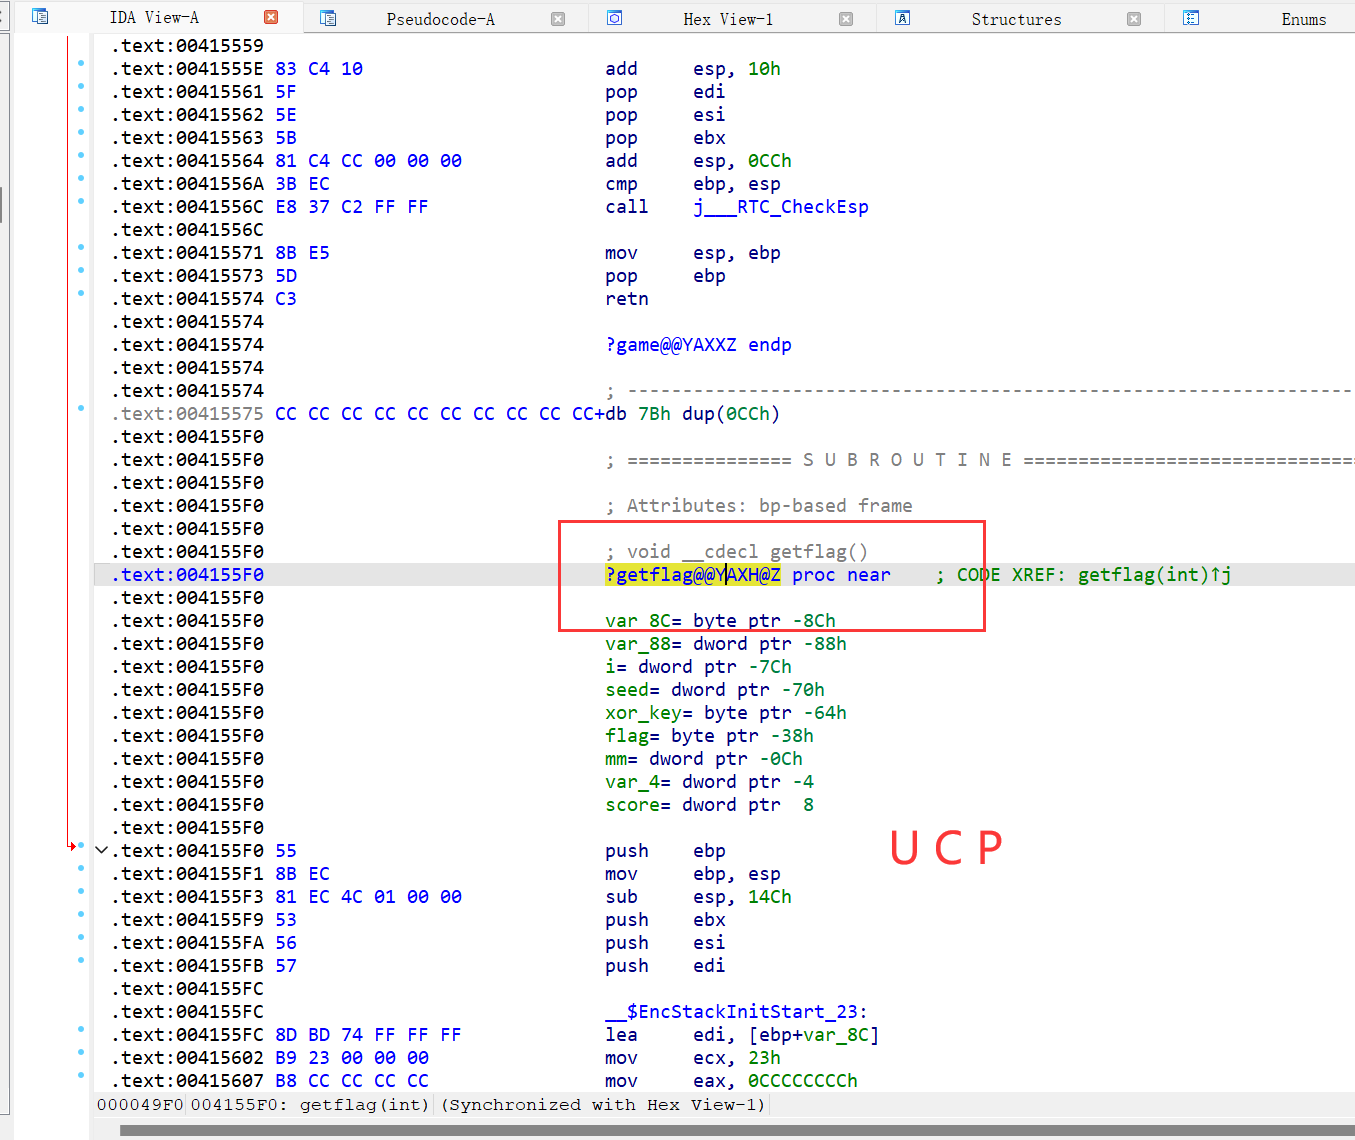 IDA View-A Pseudocode-A Hex View-1 Structures Enums
.text:00415559
.text:0041555E 83 C4 10 add esp, 10h
.text:00415561 5F pop edi
.text:00415562 5E pop esi
.text:00415563 5B pop ebx
.text:00415564 81 C4 CC 00 00 00 add esp, 0CCh
.text:0041556A 3B EC cmp ebp, esp
.text:0041556C E8 37 C2 FF FF call j___RTC_CheckEsp
.text:0041556C
.text:00415571 8B E5 mov esp, ebp
.text:00415573 5D pop ebp
.text:00415574 C3 retn
.text:00415574
.text:00415574 ?game@@YAXXZ endp
.text:00415574
.text:00415574 ; ------------------------------------------------------------------
.text:00415575 CC CC CC CC CC CC CC CC CC CC+db 7Bh dup(0CCh)
.text:004155F0
.text:004155F0 ; =============== S U B R O U T I N E ==============================
.text:004155F0
.text:004155F0 ; Attributes: bp-based frame
.text:004155F0
.text:004155F0 ; void __cdecl getflag()
.text:004155F0 ?getflag@@YAXH@Z proc near ; CODE XREF: getflag(int)↑j
.text:004155F0
.text:004155F0 var_8C= byte ptr -8Ch
.text:004155F0 var_88= dword ptr -88h
.text:004155F0 i= dword ptr -7Ch
.text:004155F0 seed= dword ptr -70h
.text:004155F0 xor_key= byte ptr -64h
.text:004155F0 flag= byte ptr -38h
.text:004155F0 mm= dword ptr -0Ch
.text:004155F0 var_4= dword ptr -4
.text:004155F0 score= dword ptr 8
.text:004155F0
.text:004155F0 55 push ebp
U C P
.text:004155F1 8B EC mov ebp, esp
.text:004155F3 81 EC 4C 01 00 00 sub esp, 14Ch
.text:004155F9 53 push ebx
.text:004155FA 56 push esi
.text:004155FB 57 push edi
.text:004155FC
.text:004155FC __$EncStackInitStart_23:
.text:004155FC 8D BD 74 FF FF FF lea edi, [ebp+var_8C]
.text:00415602 B9 23 00 00 00 mov ecx, 23h
.text:00415607 B8 CC CC CC CC mov eax, 0CCCCCCCCh
000049F0 004155F0: getflag(int) (Synchronized with Hex View-1)